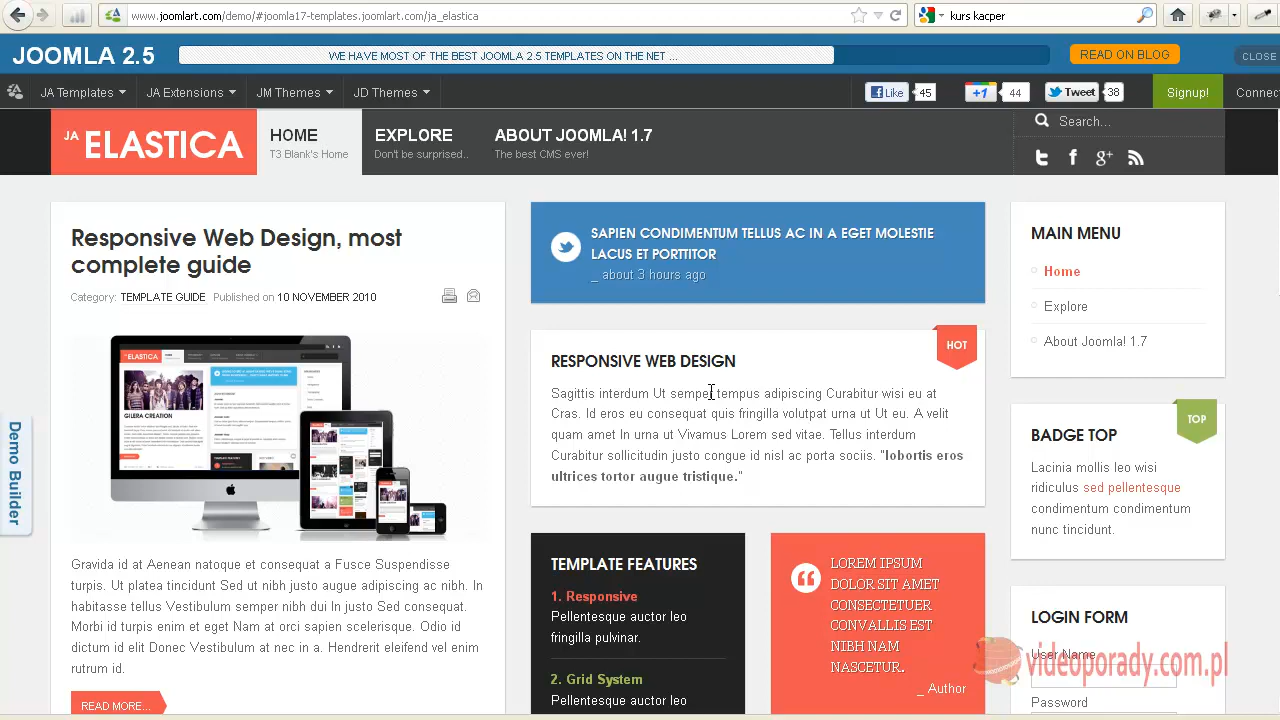 www.joomlart.com/demo/#joomla17-templates.joomlart.com/ja_elastica
kurs kacper
JOOMLA 2.5
WE HAVE MOST OF THE BEST JOOMLA 2.5 TEMPLATES ON THE NET ...
READ ON BLOG
CLOSE
JA Templates
JA Extensions
JM Themes
JD Themes
Like
45
+1
44
Tweet
38
Signup!
Connec
JA ELASTICA
HOME
T3 Blank's Home
EXPLORE
Don't be surprised..
ABOUT JOOMLA! 1.7
The best CMS ever!
Search...
Responsive Web Design, most
complete guide
Category: TEMPLATE GUIDE Published on 10 NOVEMBER 2010
ELASTICA
GILERA CREATION
Gravida id et Aenean Quisque et consequat a Fusce Suspendisse
turpis. Ut platea tincidunt Sed ut nibh justo augue adipiscing ac nibh. In
habitasse tellus Vestibulum semper nibh dui In justo Sed consequat.
Morbi id turpis enim et eget Nam at orci sapien scelerisque. Odio id
dictum id eget Vestibulum at nam in a. Hendrerit eleifend vel enim
rutrum id.
READ MORE...
SAPIEN CONDIMENTUM TELLUS AC IN A EGET MOLESTIE
LACUS ET PORTTITOR
_ about 3 hours ago
HOT
RESPONSIVE WEB DESIGN
Sagittis interdum Ut semper tempus adipiscing Curabitur wisi eget
Cras. Id eros eu consequat quis fringilla volutpat urna ut Ut eu. A velit
quam amet In urna ut Vivamus Lorem sed vitae. Tellus interdum
Curabitur sollicitudin justo congue id nisl ac porta sociis. "lobortis eros
ultrices tortor augue tristique."
TEMPLATE FEATURES
1. Responsive
Pellentesque auctor leo
fringilla pulvinar.
2. Grid System
Pellentesque auctor leo
LOREM IPSUM
DOLOR SIT AMET
CONSECTETUER
CONVALLIS EST
NIBH NAM
NASCETUR.
_ Author
MAIN MENU
Home
Explore
About Joomla! 1.7
TOP
BADGE TOP
Lacinia mollis leo wisi
ridiculus sed pellentesque
condimentum condimentum
nunc tincidunt.
LOGIN FORM
User Name
Password
videoporady.com.pl
Demo Builder